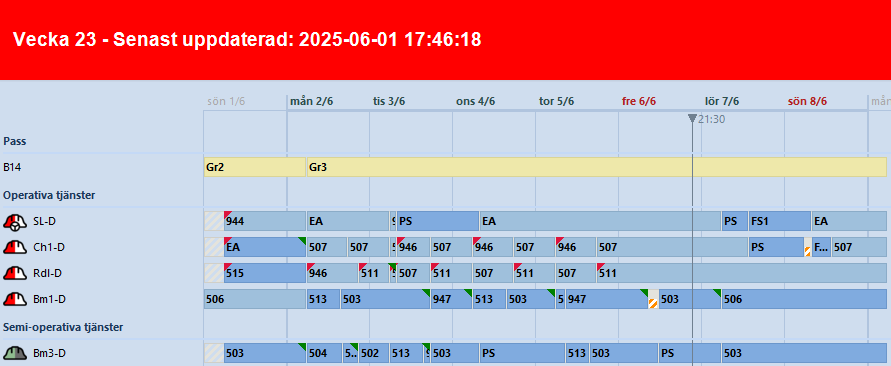 Vecka 23 - Senast uppdaterad: 2025-06-01 17:46:18
sön 1/6 mån 2/6 tis 3/6 ons 4/6 tor 5/6 fre 6/6 lör 7/6 sön 8/6 mån
21:30
Pass
B14 Gr2 Gr3
Operativa tjänster
SL-D 944 EA PS EA PS FS1 EA
Ch1-D EA 507 507 946 507 946 507 946 507 PS F... 507
Rdl-D 515 946 511 507 511 507 511 507 511
Bm1-D 506 513 503 947 513 503 947 503 506
Semi-operativa tjänster
Bm3-D 503 504 5... 502 513 503 PS 513 503 PS 503